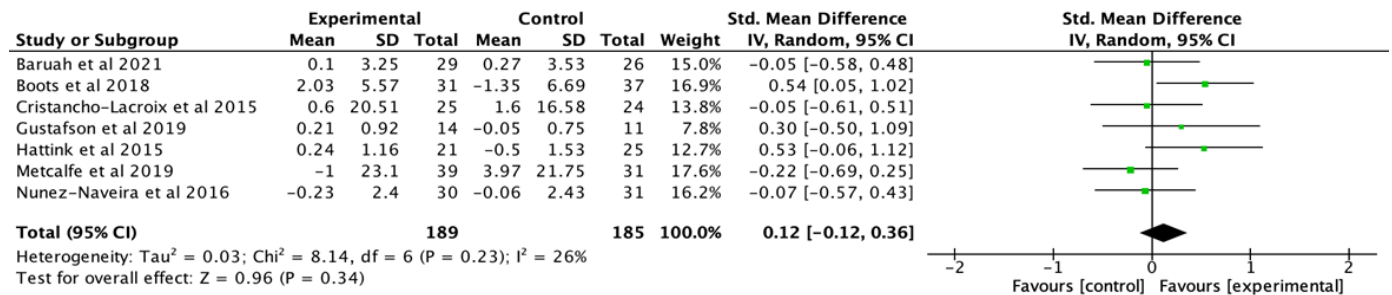 Experimental Control Std. Mean Difference Std. Mean Difference
Study or Subgroup Mean SD Total Mean SD Total Weight IV, Random, 95% CI IV, Random, 95% CI
Baruah et al 2021 0.1 3.25 29 0.27 3.53 26 15.0% -0.05 [-0.58, 0.48]
Boots et al 2018 2.03 5.57 31 -1.35 6.69 37 16.9% 0.54 [0.05, 1.02]
Cristancho-Lacroix et al 2015 0.6 20.51 25 1.6 16.58 24 13.8% -0.05 [-0.61, 0.51]
Gustafson et al 2019 0.21 0.92 14 -0.05 0.75 11 7.8% 0.30 [-0.50, 1.09]
Hattink et al 2015 0.24 1.16 21 -0.5 1.53 25 12.7% 0.53 [-0.06, 1.12]
Metcalfe et al 2019 -1 23.1 39 3.97 21.75 31 17.6% -0.22 [-0.69, 0.25]
Nunez-Naveira et al 2016 -0.23 2.4 30 -0.06 2.43 31 16.2% -0.07 [-0.57, 0.43]
Total (95% CI) 189 185 100.0% 0.12 [-0.12, 0.36]
Heterogeneity: Tau² = 0.03; Chi² = 8.14, df = 6 (P = 0.23); I² = 26%
Test for overall effect: Z = 0.96 (P = 0.34)
-2 -1 0 1 2
Favours [control] Favours [experimental]